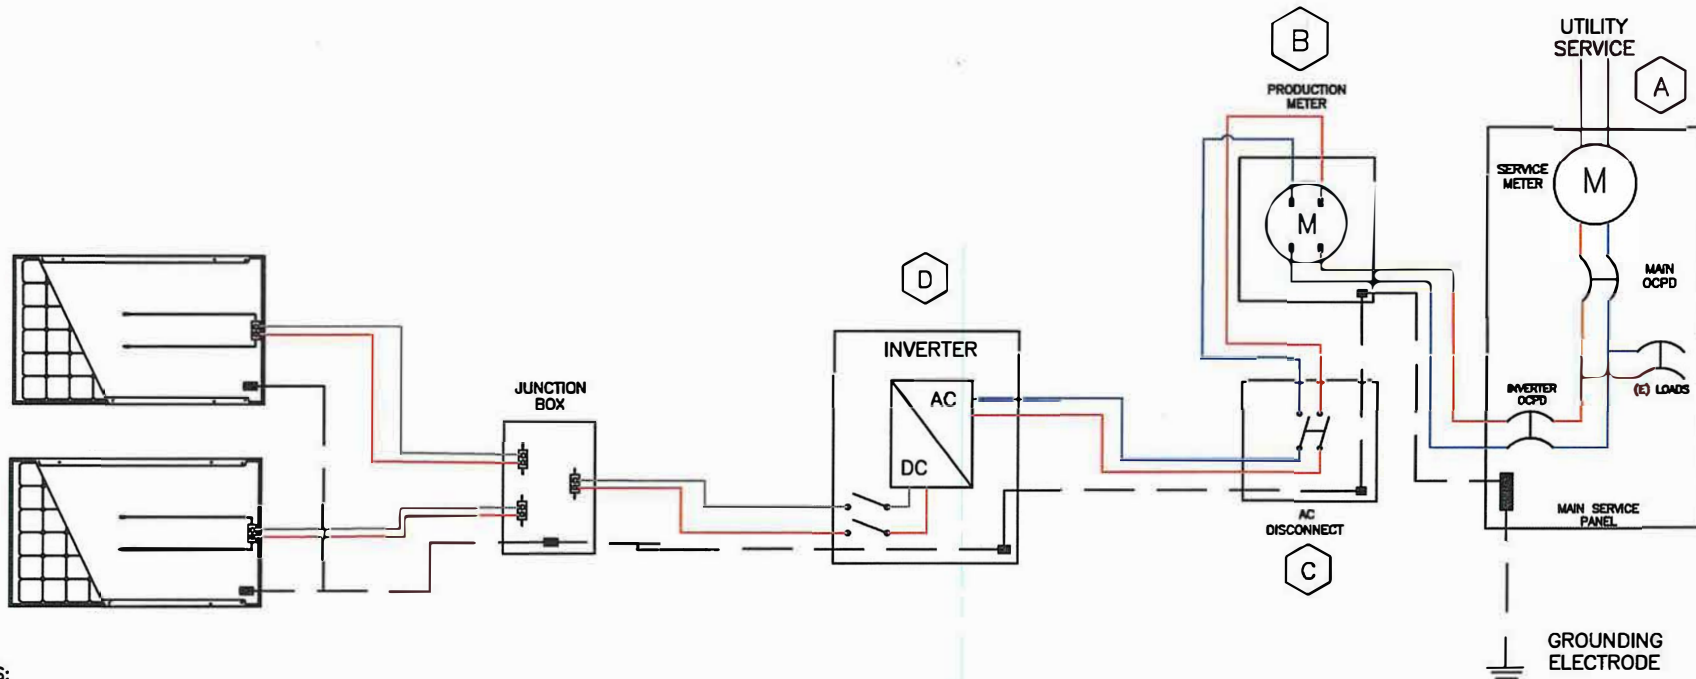 B
UTILITY
SERVICE
A
PRODUCTION
METER
SERVICE
METER
M
M
MAIN
OCPD
D
INVERTER
AC
DC
JUNCTION
BOX
INVERTER
OCPD
(E) LOADS
AC
DISCONNECT
C
MAIN SERVICE
PANEL
GROUNDING
ELECTRODE